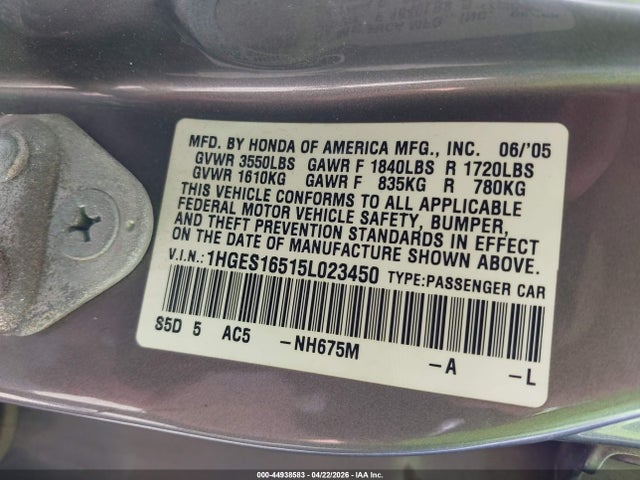 MFD. BY HONDA OF AMERICA MFG., INC. 06/'05
GVWR 3550LBS GAWR F 1840LBS R 1720LBS
GVWR 1610KG GAWR F 835KG R 780KG
THIS VEHICLE CONFORMS TO ALL APPLICABLE
FEDERAL MOTOR VEHICLE SAFETY, BUMPER,
AND THEFT PREVENTION STANDARDS IN EFFECT
ON THE DATE OF MANUFACTURE SHOWN ABOVE.
V.I.N.: 1HGES16515L023450 TYPE:PASSENGER CAR
S5D 5 AC5 -NH675M -A -L
000-44938583 - 04/22/2026 - IAA Inc.